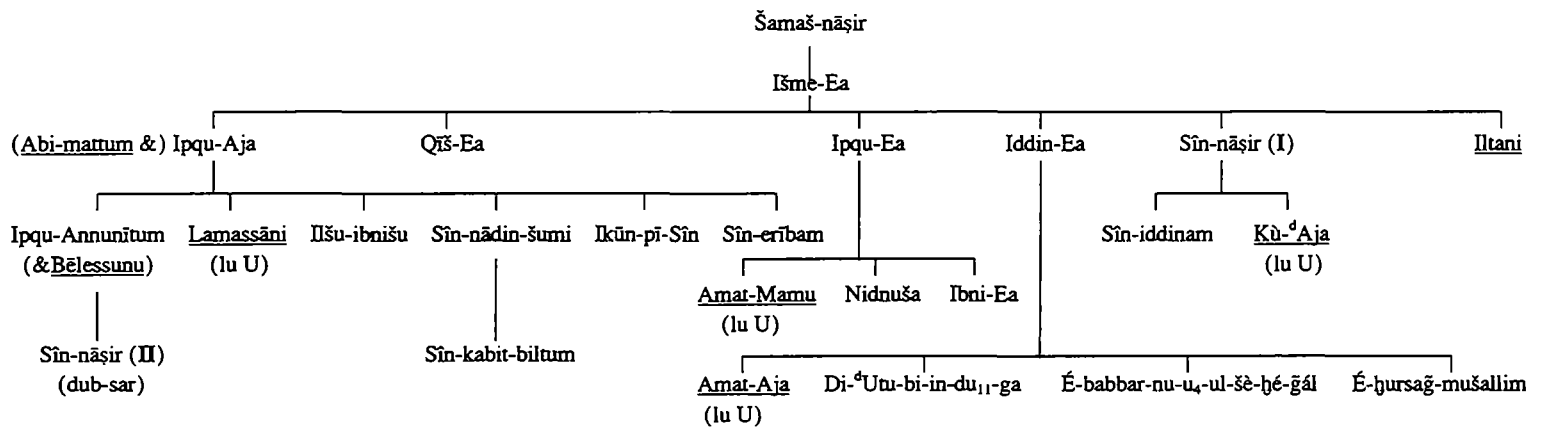 Šamaš-nāṣir
Išme-Ea
(Abi-mattum &) Ipqu-Aja Qīš-Ea Ipqu-Ea Iddin-Ea Sîn-nāṣir (I) Iltani
Ipqu-Annunītum Lamassāni Ilšu-ibnišu Sîn-nādin-šumi Ikūn-pī-Sîn Sîn-erībam Sîn-iddinam Kù-ᵈAja
(&Bēlessunu) (lu U) (lu U)
Amat-Mamu Nidnuša Ibni-Ea
(lu U)
Sîn-nāṣir (II) Sîn-kabit-biltum
(dub-sar)
Amat-Aja Di-ᵈUtu-bi-in-du₁₁-ga É-babbar-nu-u₄-ul-šè-ḫé-g̃ál É-ḫursag̃-mušallim
(lu U)